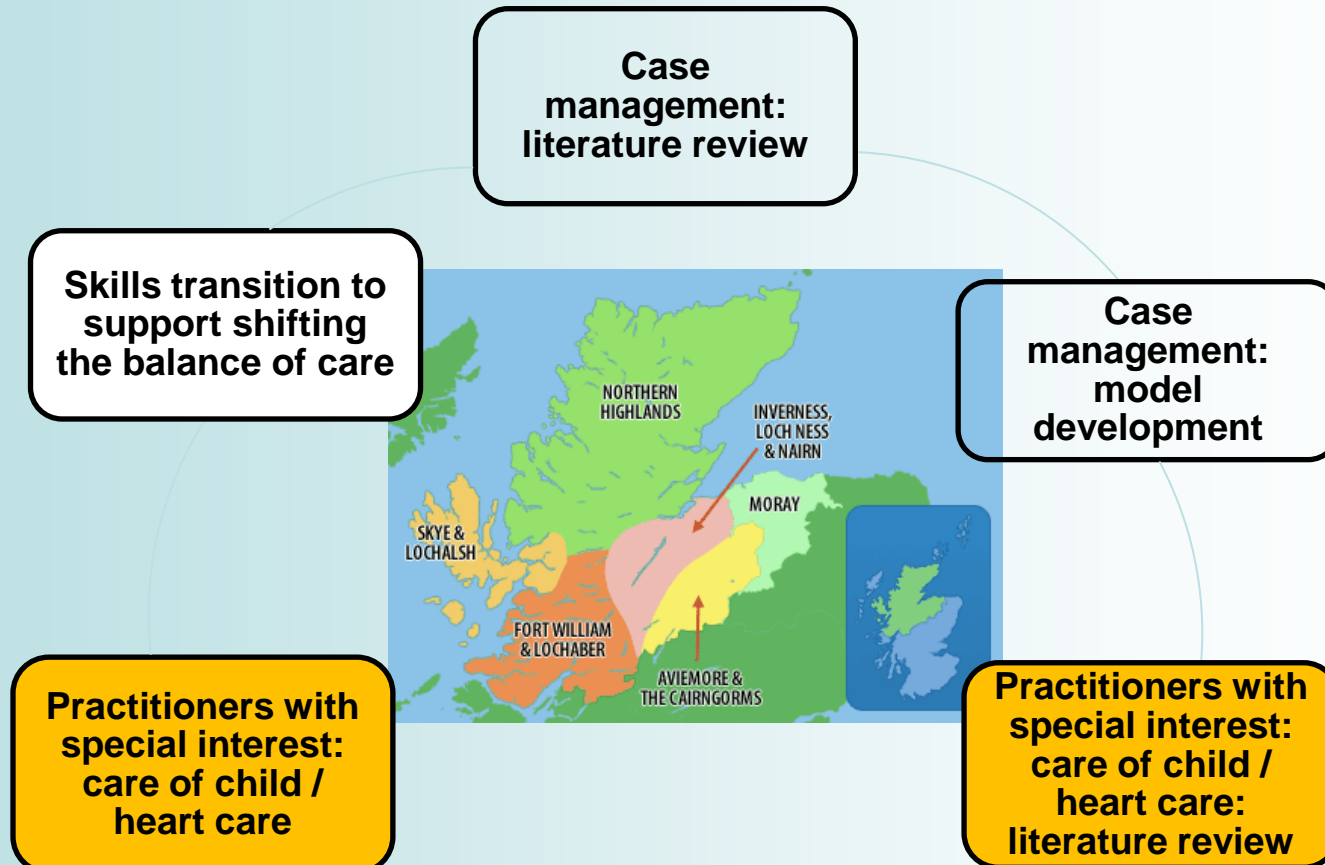 Case
management:
literature review
Skills transition to
support shifting
the balance of care
Case
management:
model
development
NORTHERN
HIGHLANDS
INVERNESS,
LOCH NESS
& NAIRN
MORAY
SKYE &
LOCHALSH
FORT WILLIAM
& LOCHABER
AVIEMORE &
THE CAIRNGORMS
Practitioners with
special interest:
care of child /
heart care
Practitioners with
special interest:
care of child /
heart care:
literature review